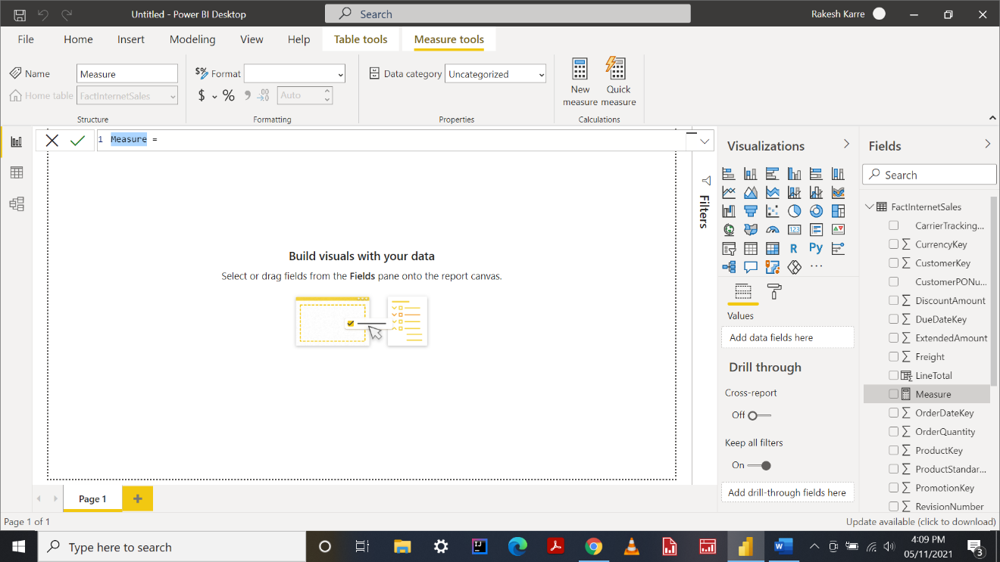 Untitled - Power BI Desktop
Search
Rakesh Karre
File Home Insert Modeling View Help Table tools Measure tools
Name Measure
Home table FactInternetSales
Structure
$% Format
$ % 9 .00 →.0 Auto
Formatting
Data category Uncategorized
Properties
New measure
Quick measure
Calculations
1 Measure =
Build visuals with your data
Select or drag fields from the Fields pane onto the report canvas.
Filters
Visualizations
123
R Py
...
Values
Add data fields here
Drill through
Cross-report
Off
Keep all filters
On
Add drill-through fields here
Fields
Search
FactInternetSales
CarrierTracking...
Σ CurrencyKey
Σ CustomerKey
CustomerPONu...
Σ DiscountAmount
Σ DueDateKey
Σ ExtendedAmount
Σ Freight
LineTotal
Measure
Σ OrderDateKey
Σ OrderQuantity
Σ ProductKey
Σ ProductStandar...
Σ PromotionKey
Σ RevisionNumber
Page 1
+
Page 1 of 1
Update available (click to download)
Type here to search
IJ
W
4:09 PM
05/11/2021
3